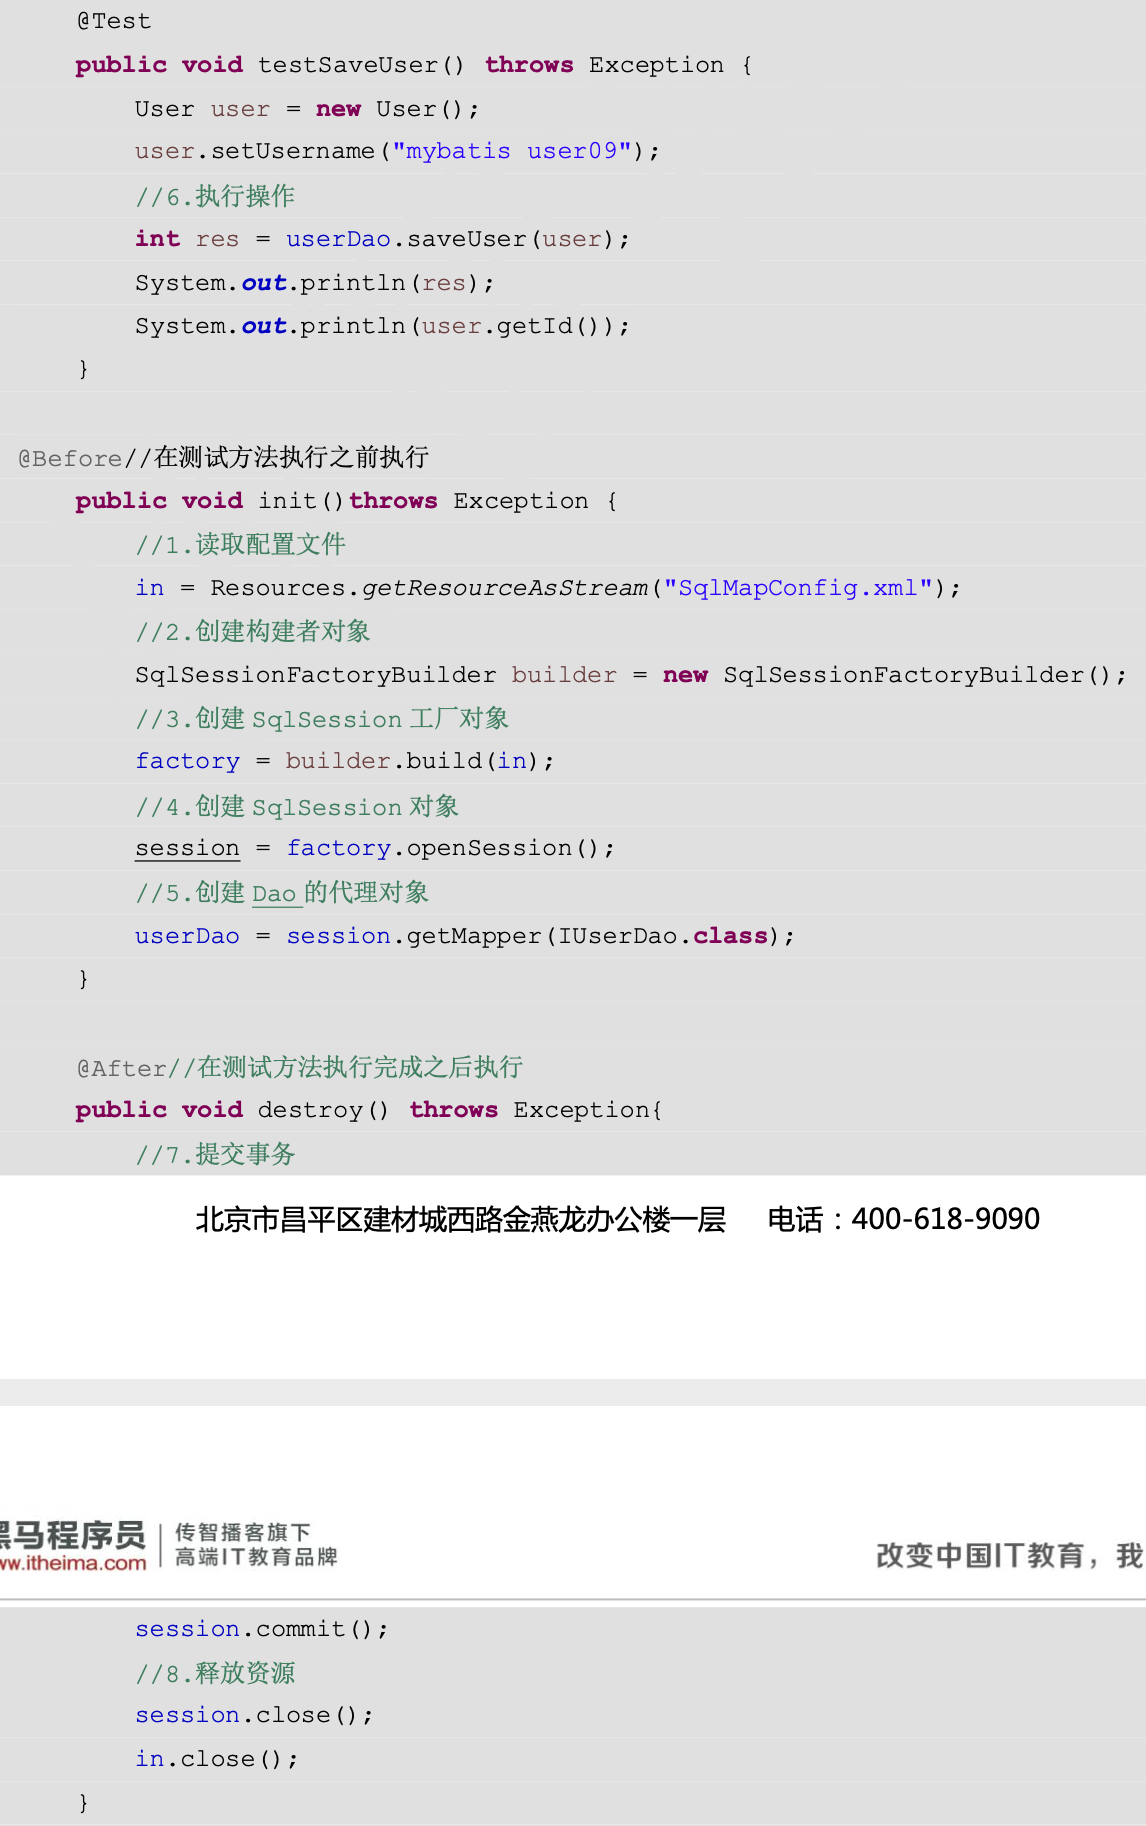 @Test
public void testSaveUser() throws Exception {
User user = new User();
user.setUsername("mybatis user09");
//6.执行操作
int res = userDao.saveUser(user);
System.out.println(res);
System.out.println(user.getId());
}
@Before//在测试方法执行之前执行
public void init()throws Exception {
//1.读取配置文件
in = Resources.getResourceAsStream("SqlMapConfig.xml");
//2.创建构建者对象
SqlSessionFactoryBuilder builder = new SqlSessionFactoryBuilder();
//3.创建 SqlSession 工厂对象
factory = builder.build(in);
//4.创建 SqlSession 对象
session = factory.openSession();
//5.创建 Dao 的代理对象
userDao = session.getMapper(IUserDao.class);
}
@After//在测试方法执行完成之后执行
public void destroy() throws Exception{
//7.提交事务
北京市昌平区建材城西路金燕龙办公楼一层 电话：400-618-9090
黑马程序员
ww.itheima.com
传智播客旗下
高端IT教育品牌
改变中国IT教育，我
session.commit();
//8.释放资源
session.close();
in.close();
}